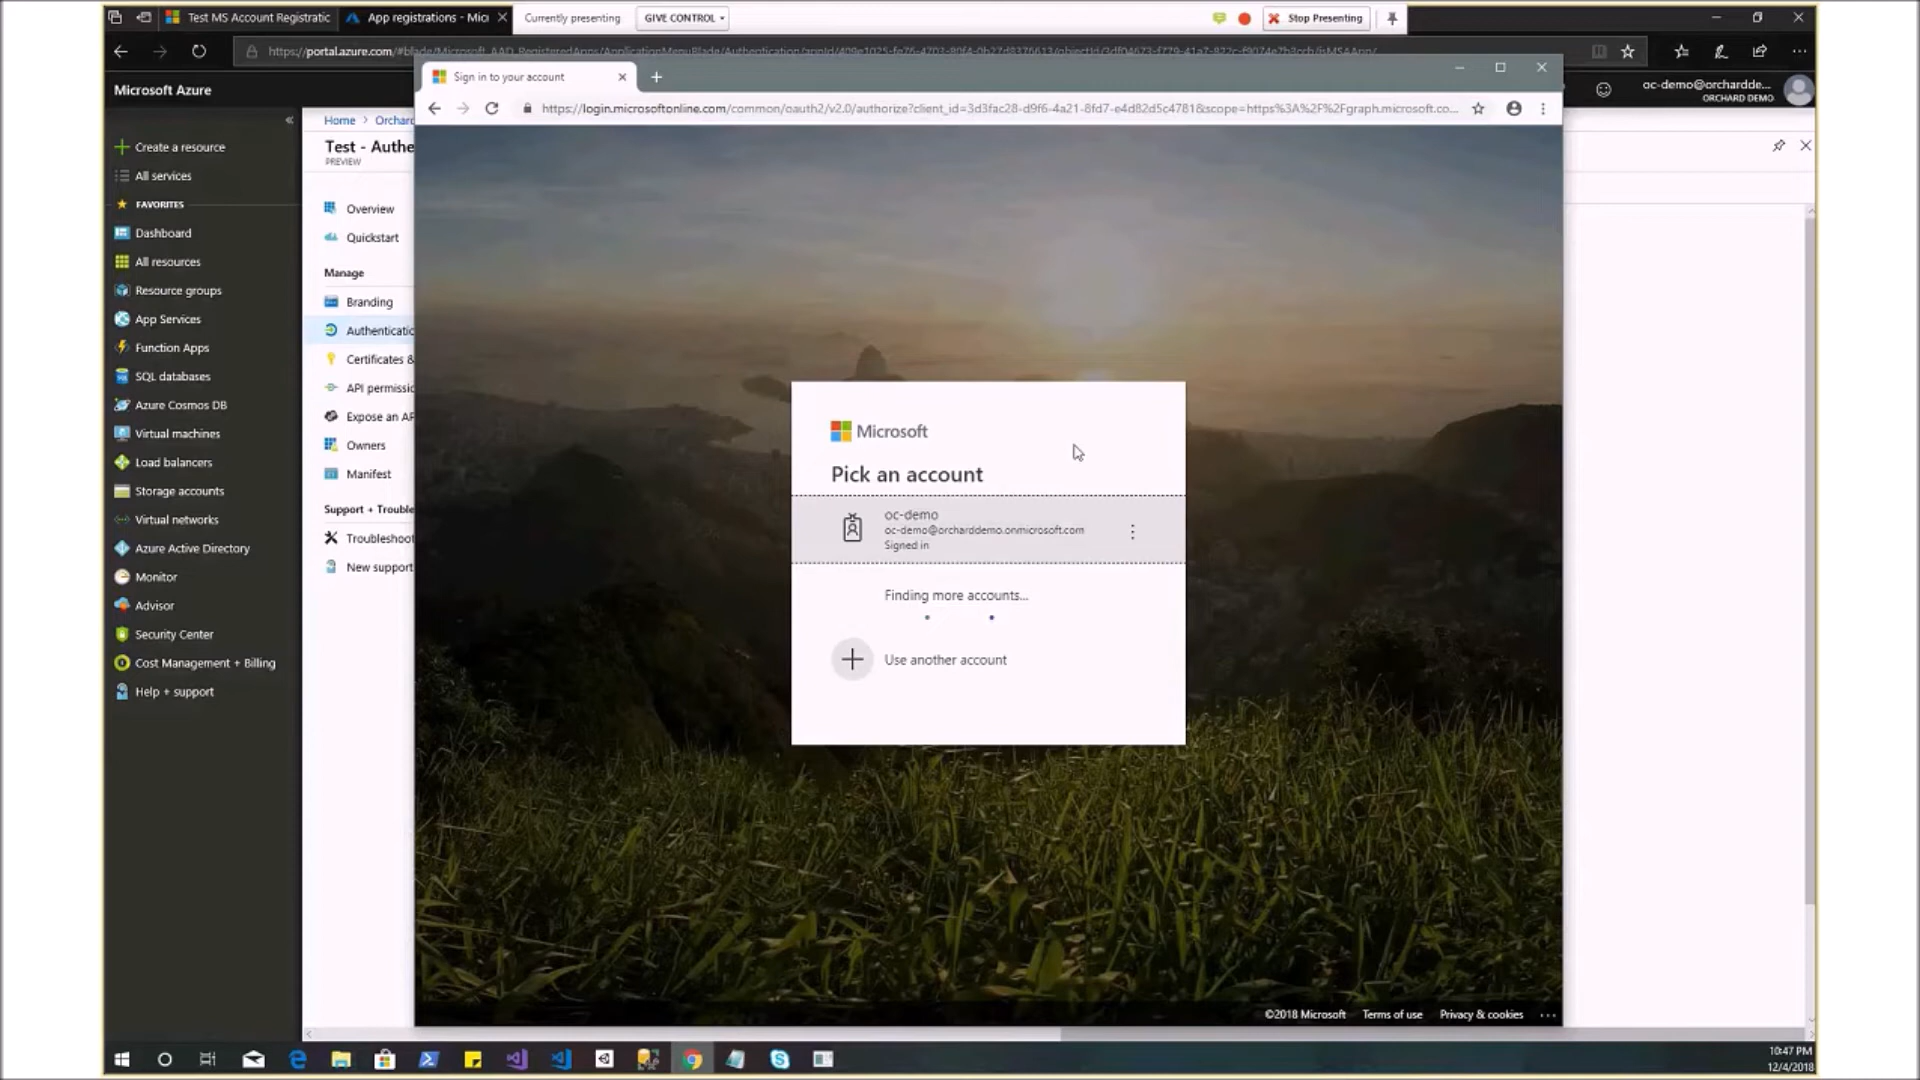 Test MS Account Registratic
App registrations - Mici
Currently presenting
GIVE CONTROL
Stop Presenting
Microsoft Azure
oc-demo@orchardde...
ORCHARD DEMO
Sign in to your account
https://login.microsoftonline.com/common/oauth2/v2.0/authorize?client_id=3d3fac28-d9f6-4a21-8fd7-e4d82d5c4781&scope=https%3A%2F%2Fgraph.microsoft.co...
Create a resource
All services
FAVORITES
Dashboard
All resources
Resource groups
App Services
Function Apps
SQL databases
Azure Cosmos DB
Virtual machines
Load balancers
Storage accounts
Virtual networks
Azure Active Directory
Monitor
Advisor
Security Center
Cost Management + Billing
Help + support
Home > Orcharc
Test - Authe
PREVIEW
Overview
Quickstart
Manage
Branding
Authenticatic
Certificates &
API permissic
Expose an AP
Owners
Manifest
Support + Trouble
Troubleshoot
New support
Microsoft
Pick an account
oc-demo
oc-demo@orcharddemo.onmicrosoft.com
Signed in
Finding more accounts...
Use another account
©2018 Microsoft
Terms of use
Privacy & cookies
10:47 PM
12/4/2018